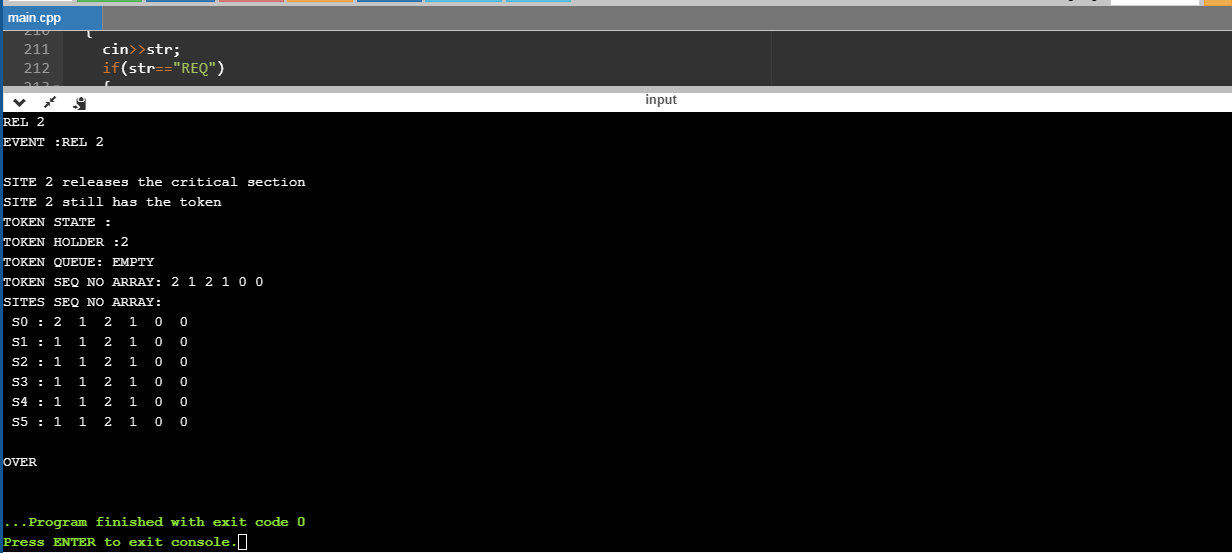 main.cpp
211 cin>>str;
212 if(str=="REQ")
input
REL 2
EVENT :REL 2
SITE 2 releases the critical section
SITE 2 still has the token
TOKEN STATE :
TOKEN HOLDER :2
TOKEN QUEUE: EMPTY
TOKEN SEQ NO ARRAY: 2 1 2 1 0 0
SITES SEQ NO ARRAY:
S0 : 2 1 2 1 0 0
S1 : 1 1 2 1 0 0
S2 : 1 1 2 1 0 0
S3 : 1 1 2 1 0 0
S4 : 1 1 2 1 0 0
S5 : 1 1 2 1 0 0
OVER
...Program finished with exit code 0
Press ENTER to exit console.